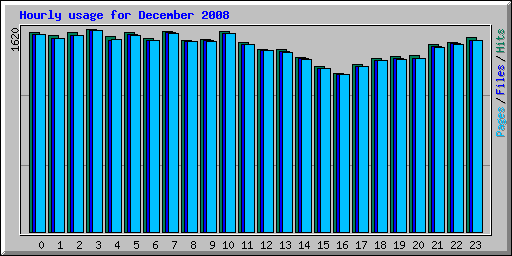 Hourly usage for December 2008
1620
Pages/Files/Hits
0 1 2 3 4 5 6 7 8 9 10 11 12 13 14 15 16 17 18 19 20 21 22 23